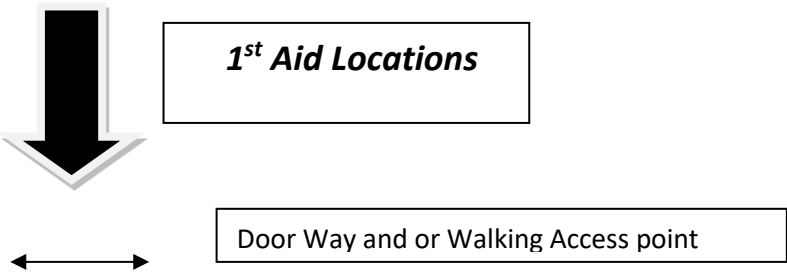 1st Aid Locations
Door Way and or Walking Access point